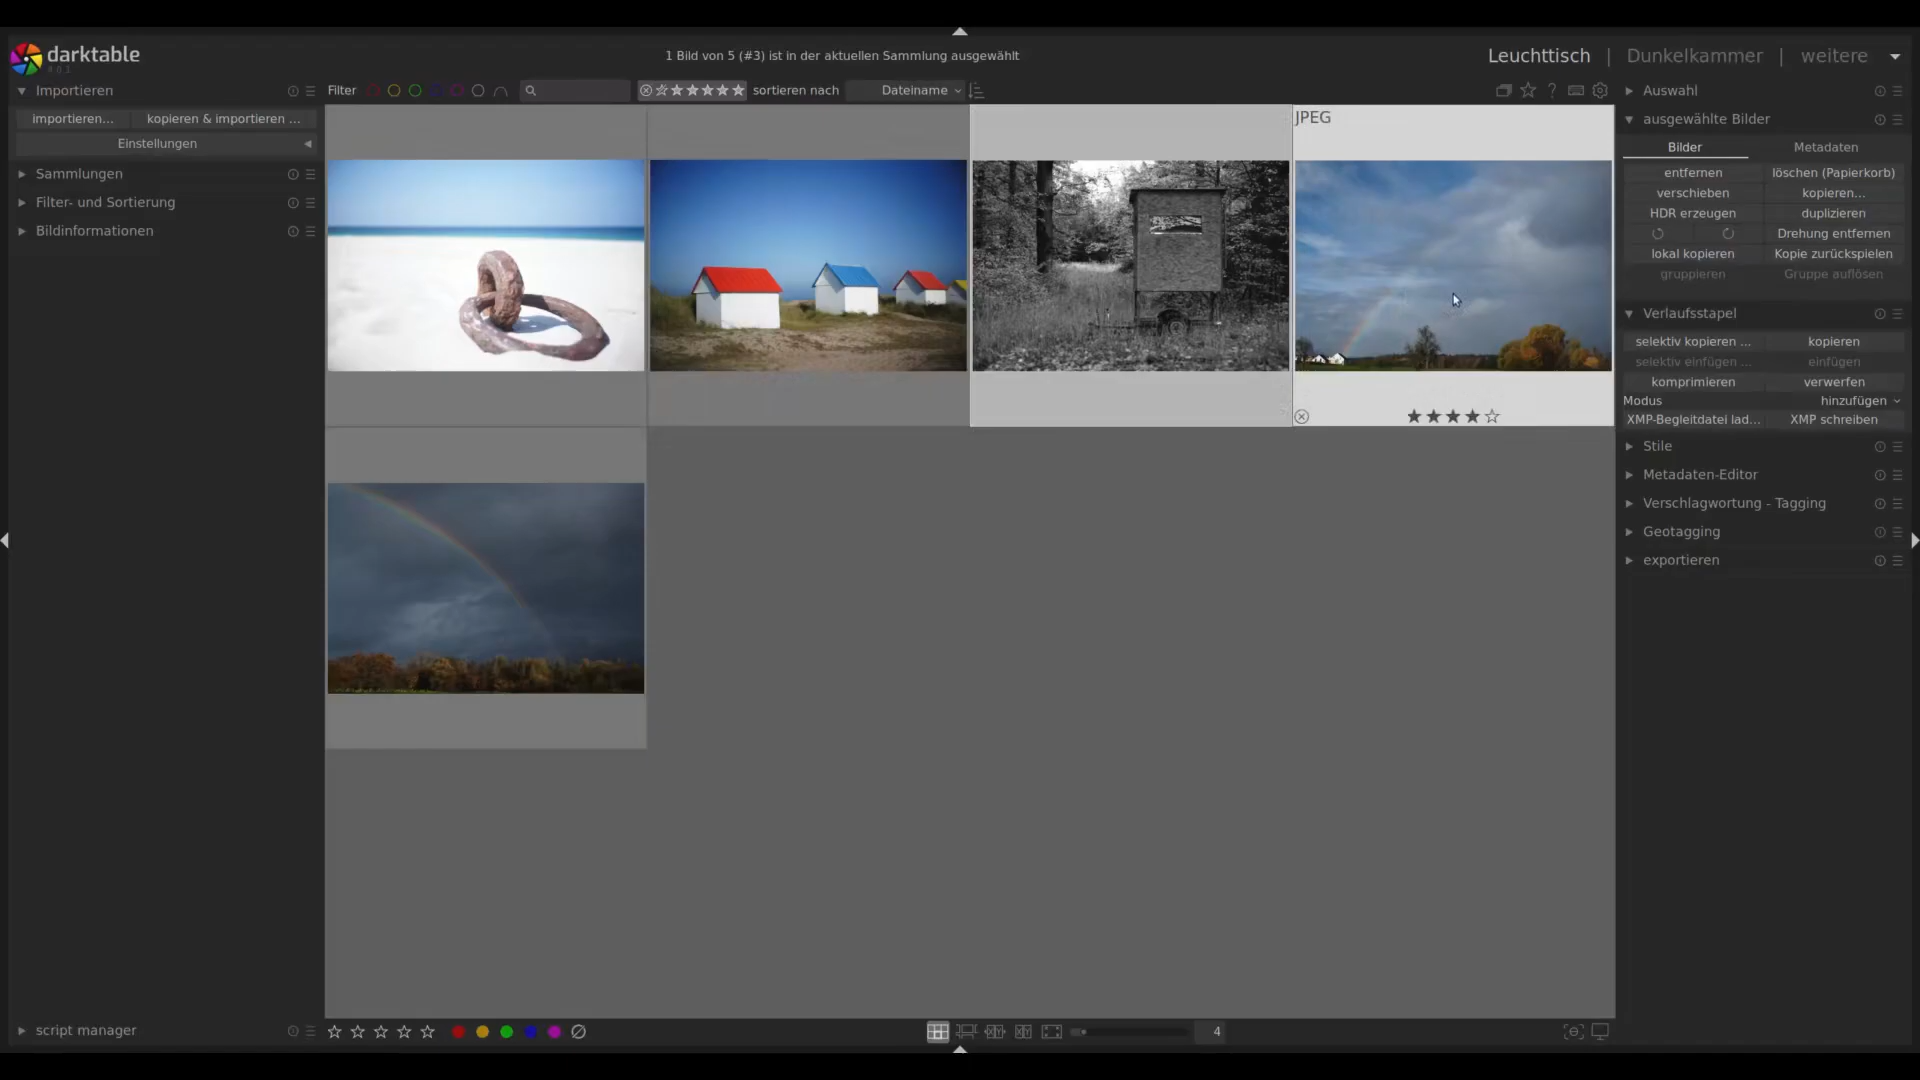 darktable
1 Bild von 5 (#3) ist in der aktuellen Sammlung ausgewählt
Leuchttisch | Dunkelkammer | weitere
Importieren
Filter
sortieren nach
Dateiname
Auswahl
importieren...
kopieren & importieren ...
Einstellungen
Sammlungen
Filter- und Sortierung
Bildinformationen
JPEG
ausgewählte Bilder
Bilder
Metadaten
entfernen
löschen (Papierkorb)
verschieben
kopieren...
HDR erzeugen
duplizieren
Drehung entfernen
lokal kopieren
Kopie zurückspielen
gruppieren
Gruppe auflösen
Verlaufsstapel
selektiv kopieren ...
kopieren
selektiv einfügen ...
einfügen
komprimieren
verwerfen
Modus
hinzufügen
XMP-Begleitdatei lad...
XMP schreiben
Stile
Metadaten-Editor
Verschlagwortung - Tagging
Geotagging
exportieren
script manager
4